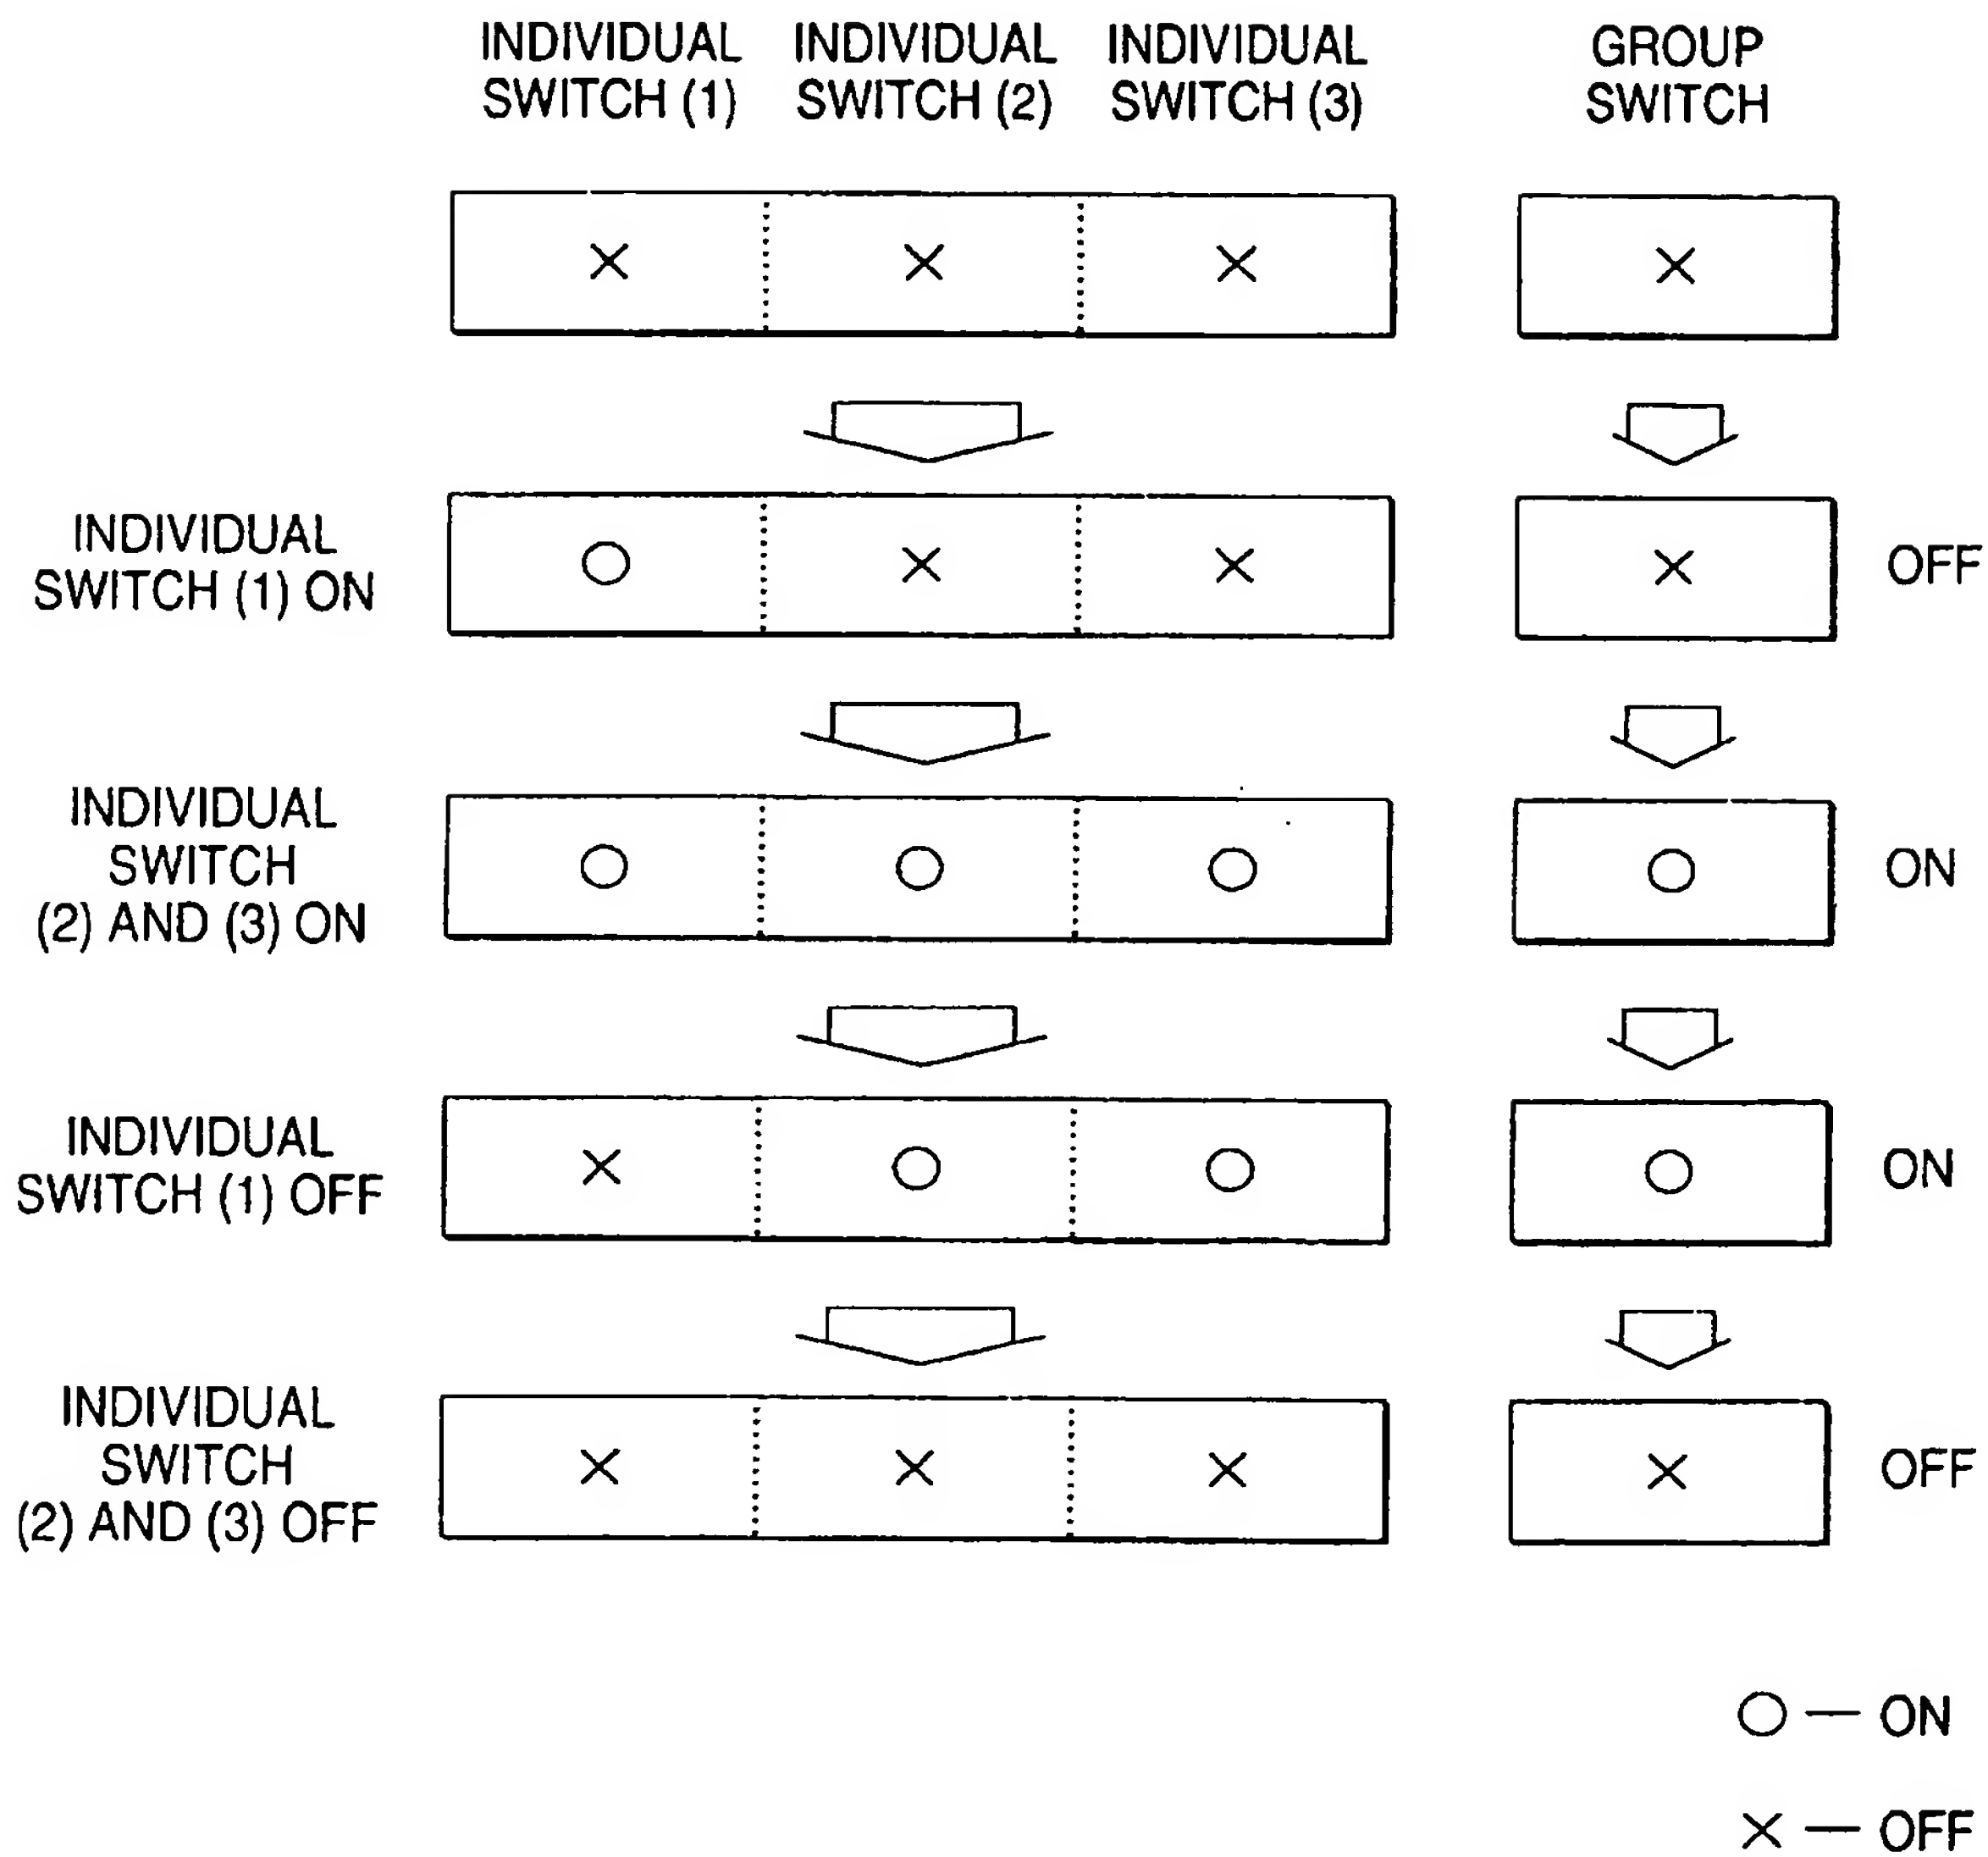 INDIVIDUAL SWITCH (1)
INDIVIDUAL SWITCH (2)
INDIVIDUAL SWITCH (3)
GROUP SWITCH
INDIVIDUAL
SWITCH (1) ON
OFF
INDIVIDUAL
SWITCH
(2) AND (3) ON
ON
INDIVIDUAL
SWITCH (1) OFF
ON
INDIVIDUAL
SWITCH
(2) AND (3) OFF
OFF
○ — ON
× — OFF